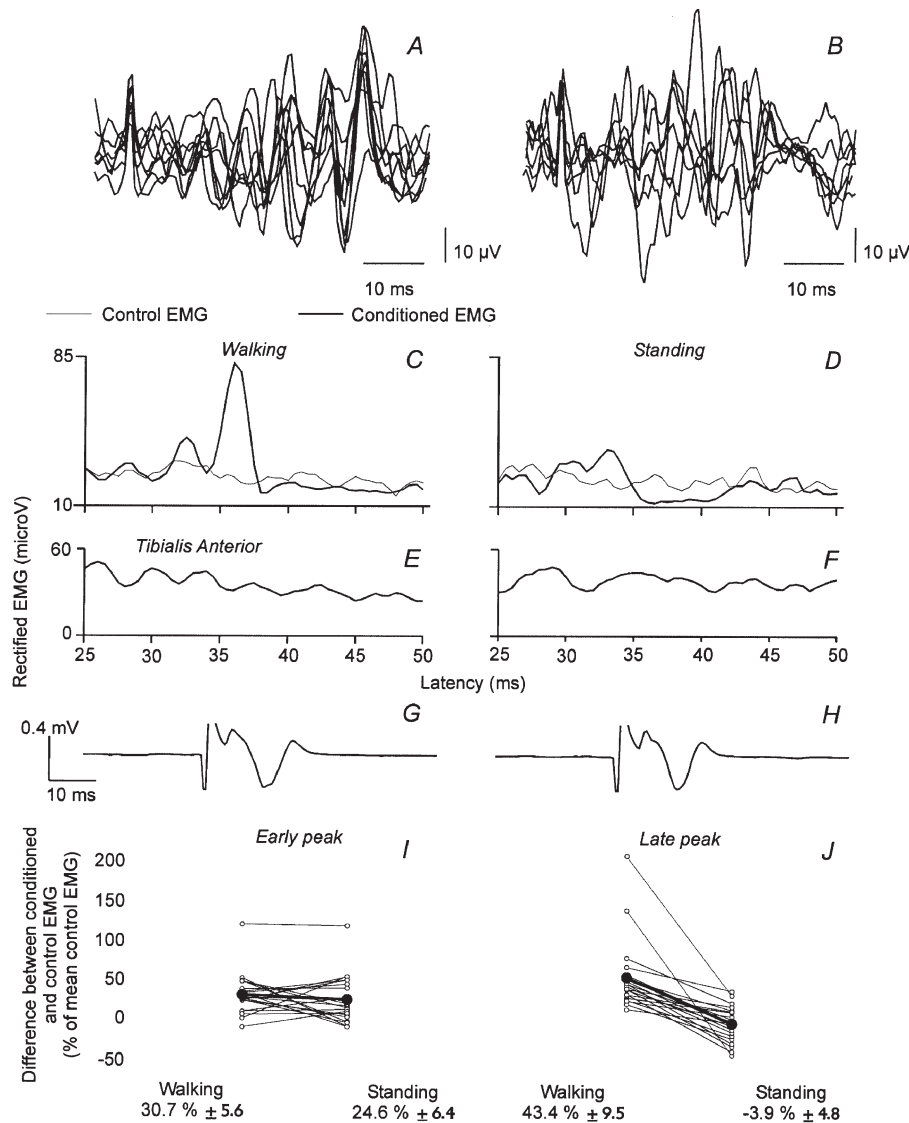 A
B
10 µV
10 µV
10 ms
10 ms
Control EMG
Conditioned EMG
Walking
C
Standing
D
85
10
Rectified EMG (microV)
Tibialis Anterior
E
F
60
0
25 30 35 40 45 50
25 30 35 40 45 50
Latency (ms)
G
H
0.4 mV
10 ms
Early peak
I
Late peak
J
Difference between conditioned
and control EMG
(% of mean control EMG)
200
150
100
50
0
-50
Walking
30.7 % ± 5.6
Standing
24.6 % ± 6.4
Walking
43.4 % ± 9.5
Standing
-3.9 % ± 4.8